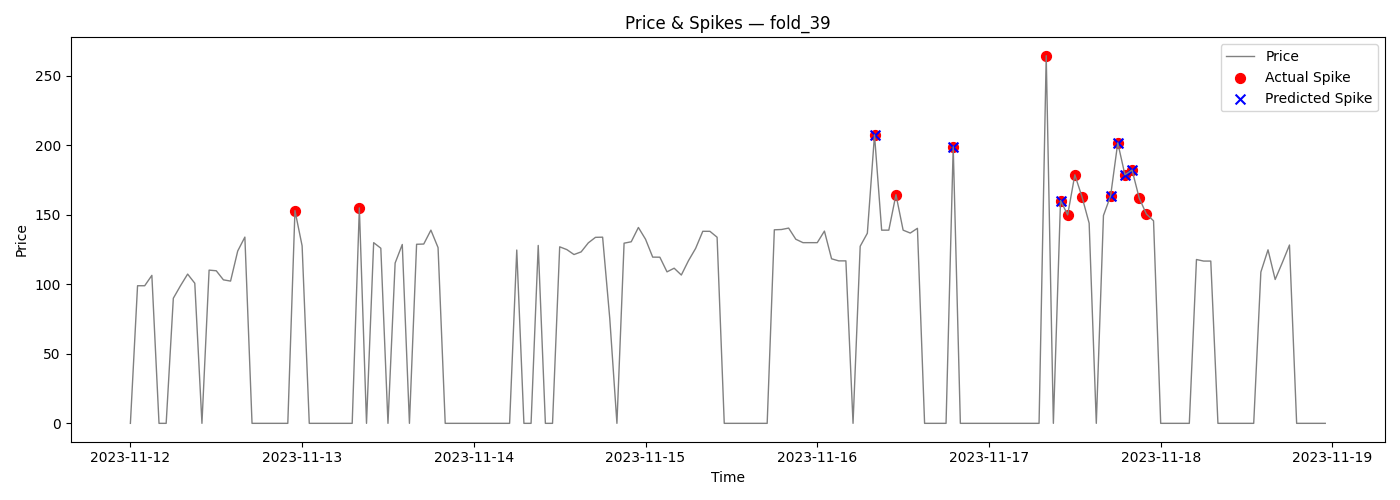 Price & Spikes — fold_39
Price
Actual Spike
Predicted Spike
250
200
150
100
50
0
Price
2023-11-12
2023-11-13
2023-11-14
2023-11-15
2023-11-16
2023-11-17
2023-11-18
2023-11-19
Time